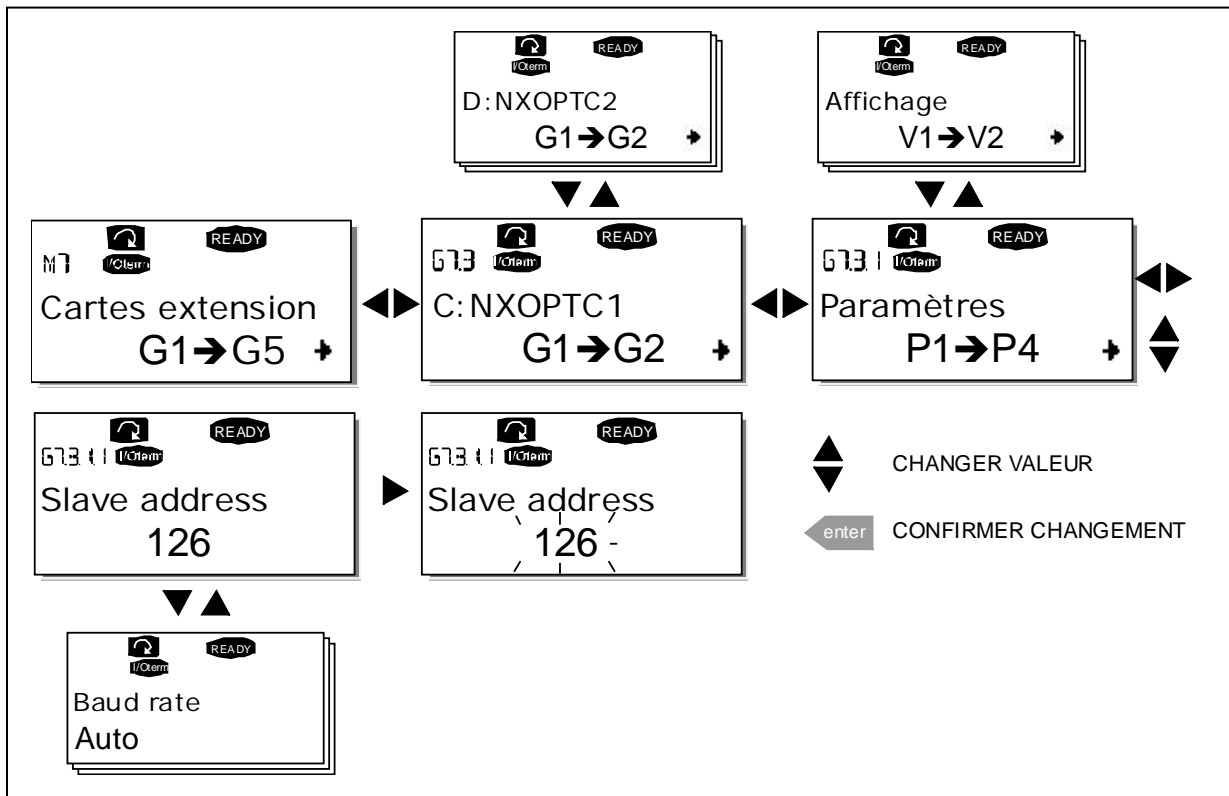 READY
I/Oterm
D:NXOPTC2
G1➔G2
READY
I/Oterm
Affichage
V1➔V2
M7
I/Oterm
READY
Cartes extension
G1➔G5
G7.3
I/Oterm
READY
C:NXOPTC1
G1➔G2
G7.3.1
I/Oterm
READY
Paramètres
P1➔P4
G7.3.1.1
I/Oterm
READY
Slave address
126
G7.3.1.1
I/Oterm
READY
Slave address
126
CHANGER VALEUR
enter
CONFIRMER CHANGEMENT
READY
I/Oterm
Baud rate
Auto